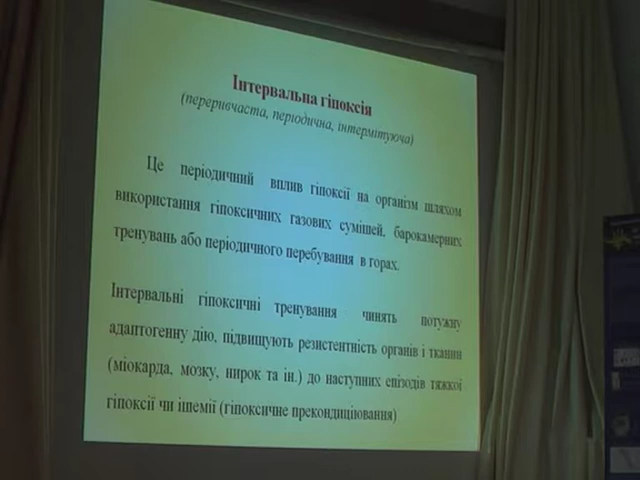 Інтервальна гіпоксія
(переривчаста, періодична, інтермітуюча)
Це періодичний вплив гіпоксії на організм шляхом
використання гіпоксичних газових сумішей, барокамерних
тренувань або періодичного перебування в горах.
Інтервальні гіпоксичні тренування чинять потужну
адаптогенну дію, підвищують резистентність органів і тканин
(міокарда, мозку, нирок та ін.) до наступних епізодів тяжкої
гіпоксії чи ішемії (гіпоксичне прекондиціювання)